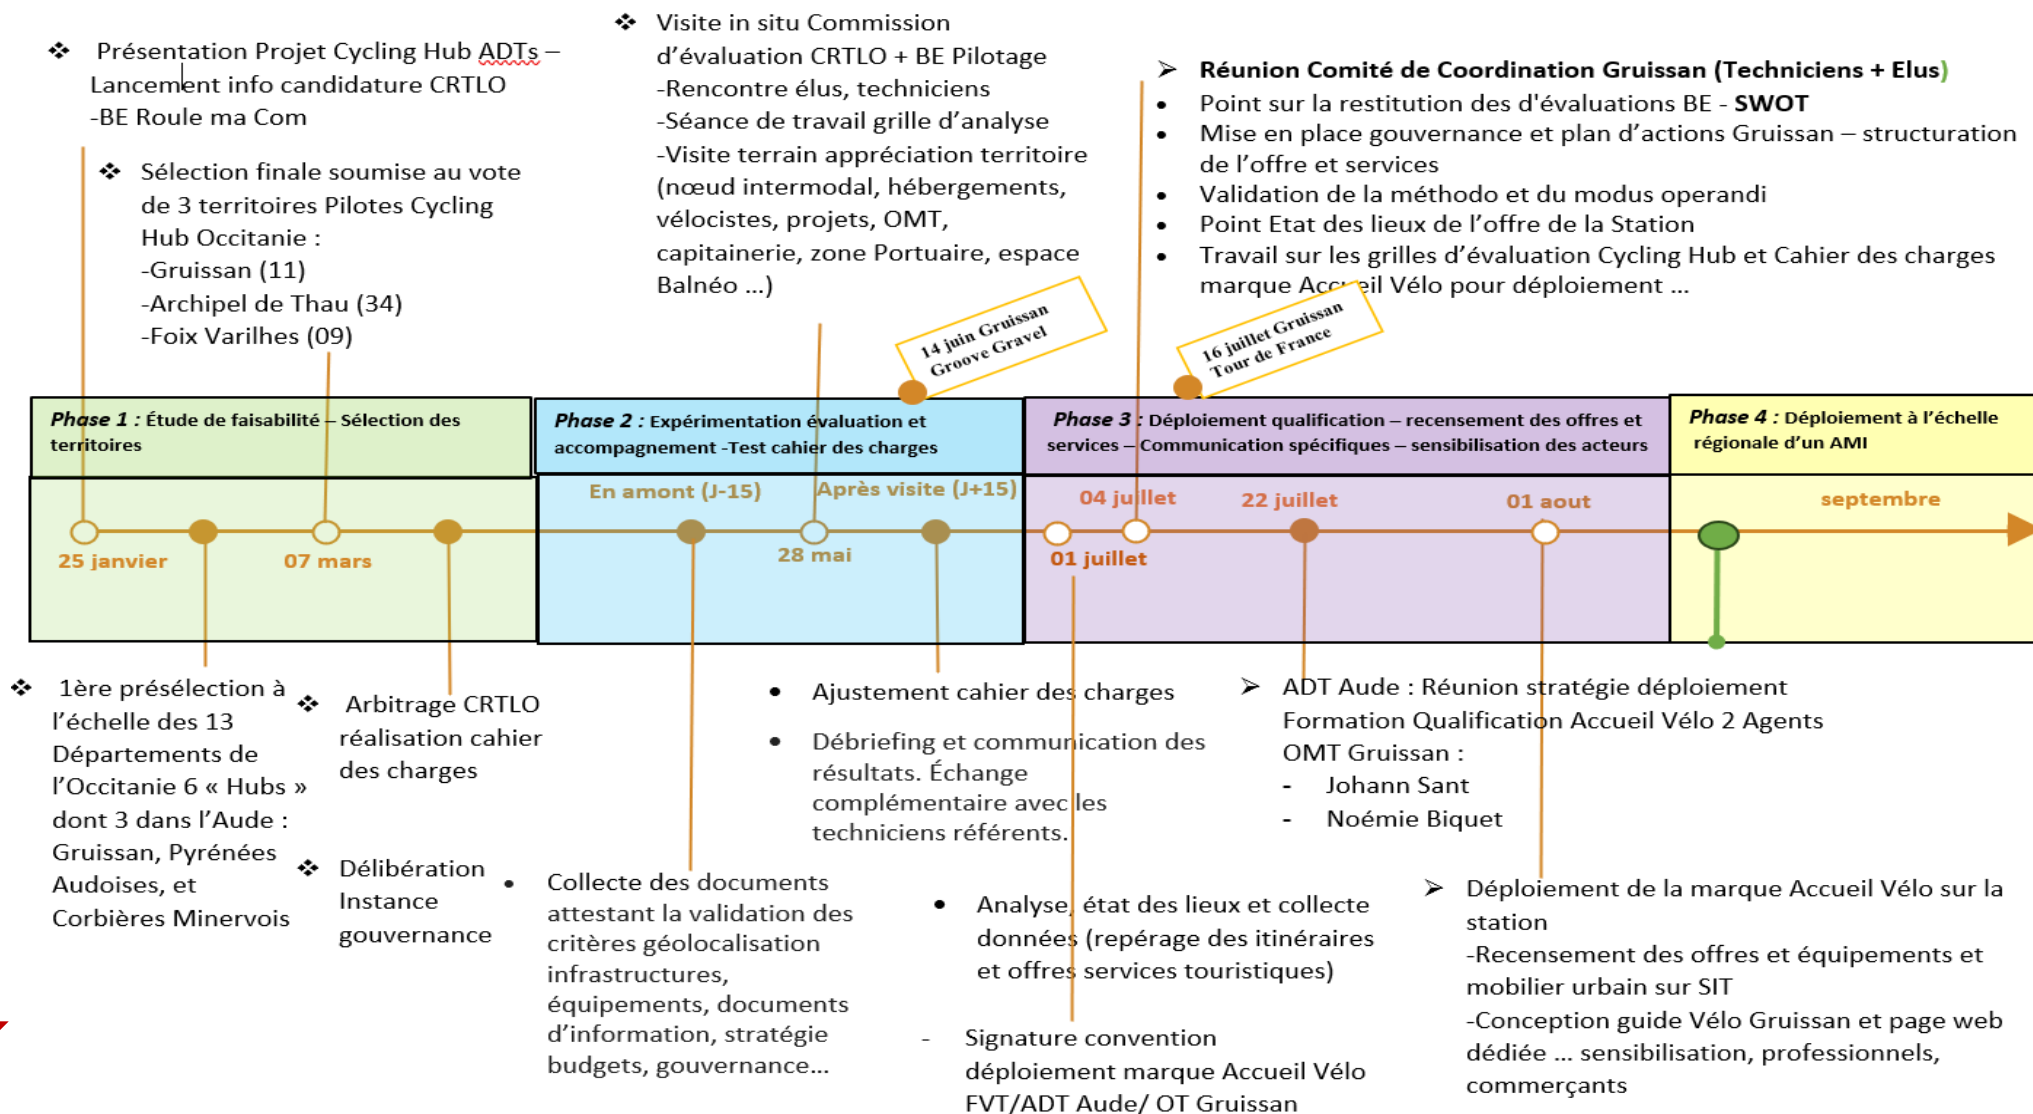 ❖ Présentation Projet Cycling Hub ADTs –
Lancement info candidature CRTLO
-BE Roule ma Com
❖ Sélection finale soumise au vote
de 3 territoires Pilotes Cycling
Hub Occitanie :
-Gruissan (11)
-Archipel de Thau (34)
-Foix Varilhes (09)
❖ Visite in situ Commission
d’évaluation CRTLO + BE Pilotage
-Rencontre élus, techniciens
-Séance de travail grille d’analyse
-Visite terrain appréciation territoire
(nœud intermodal, hébergements,
vélocistes, projets, OMT,
capitainerie, zone Portuaire, espace
Balnéo …)
➢ Réunion Comité de Coordination Gruissan (Techniciens + Elus)
• Point sur la restitution des d'évaluations BE - SWOT
• Mise en place gouvernance et plan d’actions Gruissan – structuration
de l’offre et services
• Validation de la méthodo et du modus operandi
• Point Etat des lieux de l’offre de la Station
• Travail sur les grilles d’évaluation Cycling Hub et Cahier des charges
marque Accueil Vélo pour déploiement …
14 juin Gruissan
Groove Gravel
16 juillet Gruissan
Tour de France
Phase 1 : Étude de faisabilité – Sélection des
territoires
Phase 2 : Expérimentation évaluation et
accompagnement -Test cahier des charges
Phase 3 : Déploiement qualification – recensement des offres et
services – Communication spécifiques – sensibilisation des acteurs
Phase 4 : Déploiement à l’échelle
régionale d’un AMI
25 janvier
07 mars
En amont (J-15)
28 mai
Après visite (J+15)
01 juillet
04 juillet
22 juillet
01 aout
septembre
❖ 1ère présélection à
l’échelle des 13
Départements de
l’Occitanie 6 « Hubs »
dont 3 dans l’Aude :
Gruissan, Pyrénées
Audoises, et
Corbières Minervois
❖ Arbitrage CRTLO
réalisation cahier
des charges
❖ Délibération
Instance
gouvernance
• Collecte des documents
attestant la validation des
critères géolocalisation
infrastructures,
équipements, documents
d’information, stratégie
budgets, gouvernance…
• Ajustement cahier des charges
• Débriefing et communication des
résultats. Échange
complémentaire avec les
techniciens référents.
• Analyse, état des lieux et collecte
données (repérage des itinéraires
et offres services touristiques)
- Signature convention
déploiement marque Accueil Vélo
FVT/ADT Aude/ OT Gruissan
➢ ADT Aude : Réunion stratégie déploiement
Formation Qualification Accueil Vélo 2 Agents
OMT Gruissan :
- Johann Sant
- Noémie Biquet
➢ Déploiement de la marque Accueil Vélo sur la
station
-Recensement des offres et équipements et
mobilier urbain sur SIT
-Conception guide Vélo Gruissan et page web
dédiée … sensibilisation, professionnels,
commerçants